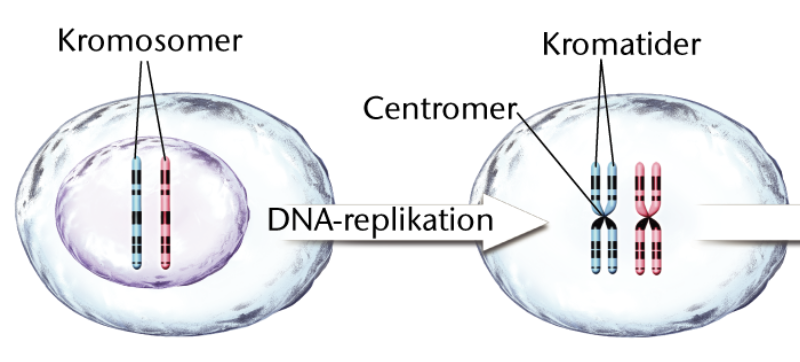 Kromosomer
Kromatider
Centromer
DNA-replikation